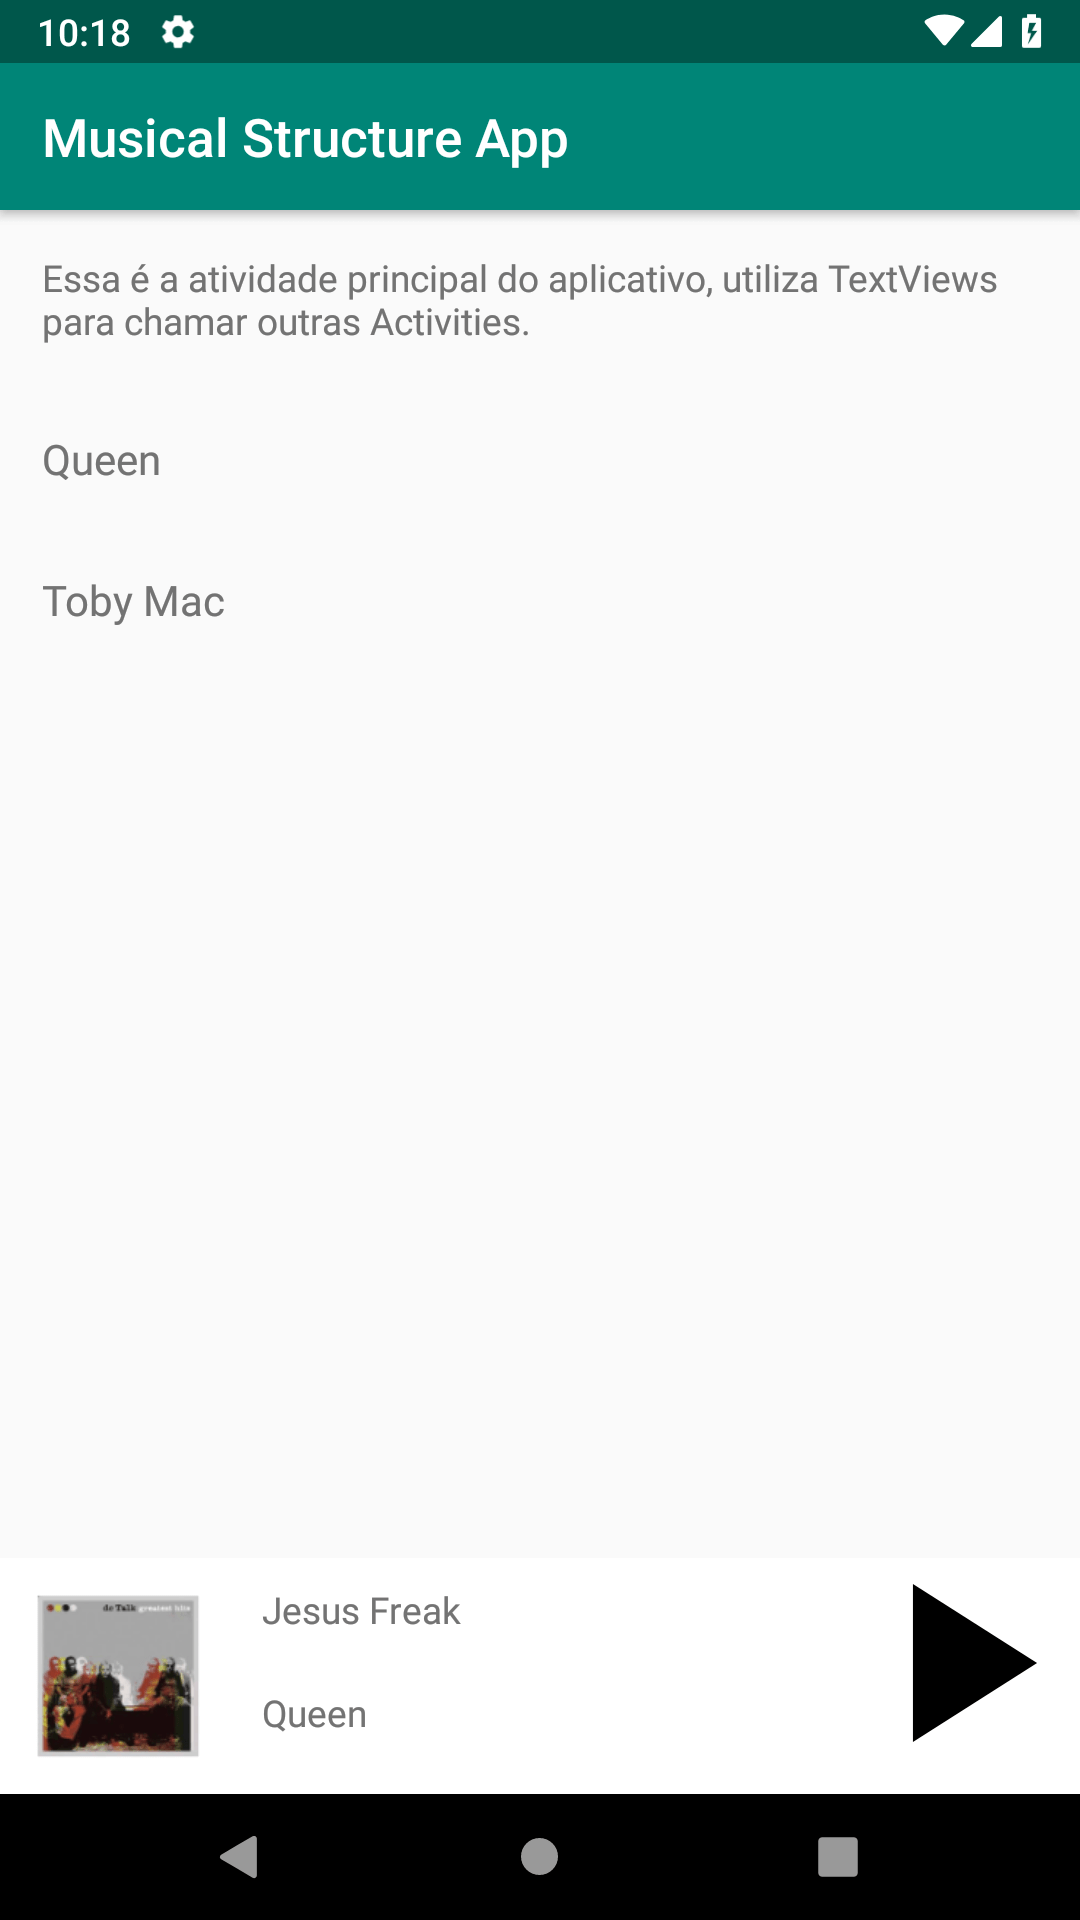 10:18
Musical Structure App
Essa é a atividade principal do aplicativo, utiliza TextViews
para chamar outras Activities.
Queen
Toby Mac
dc Talk greatest hits
Jesus Freak
Queen